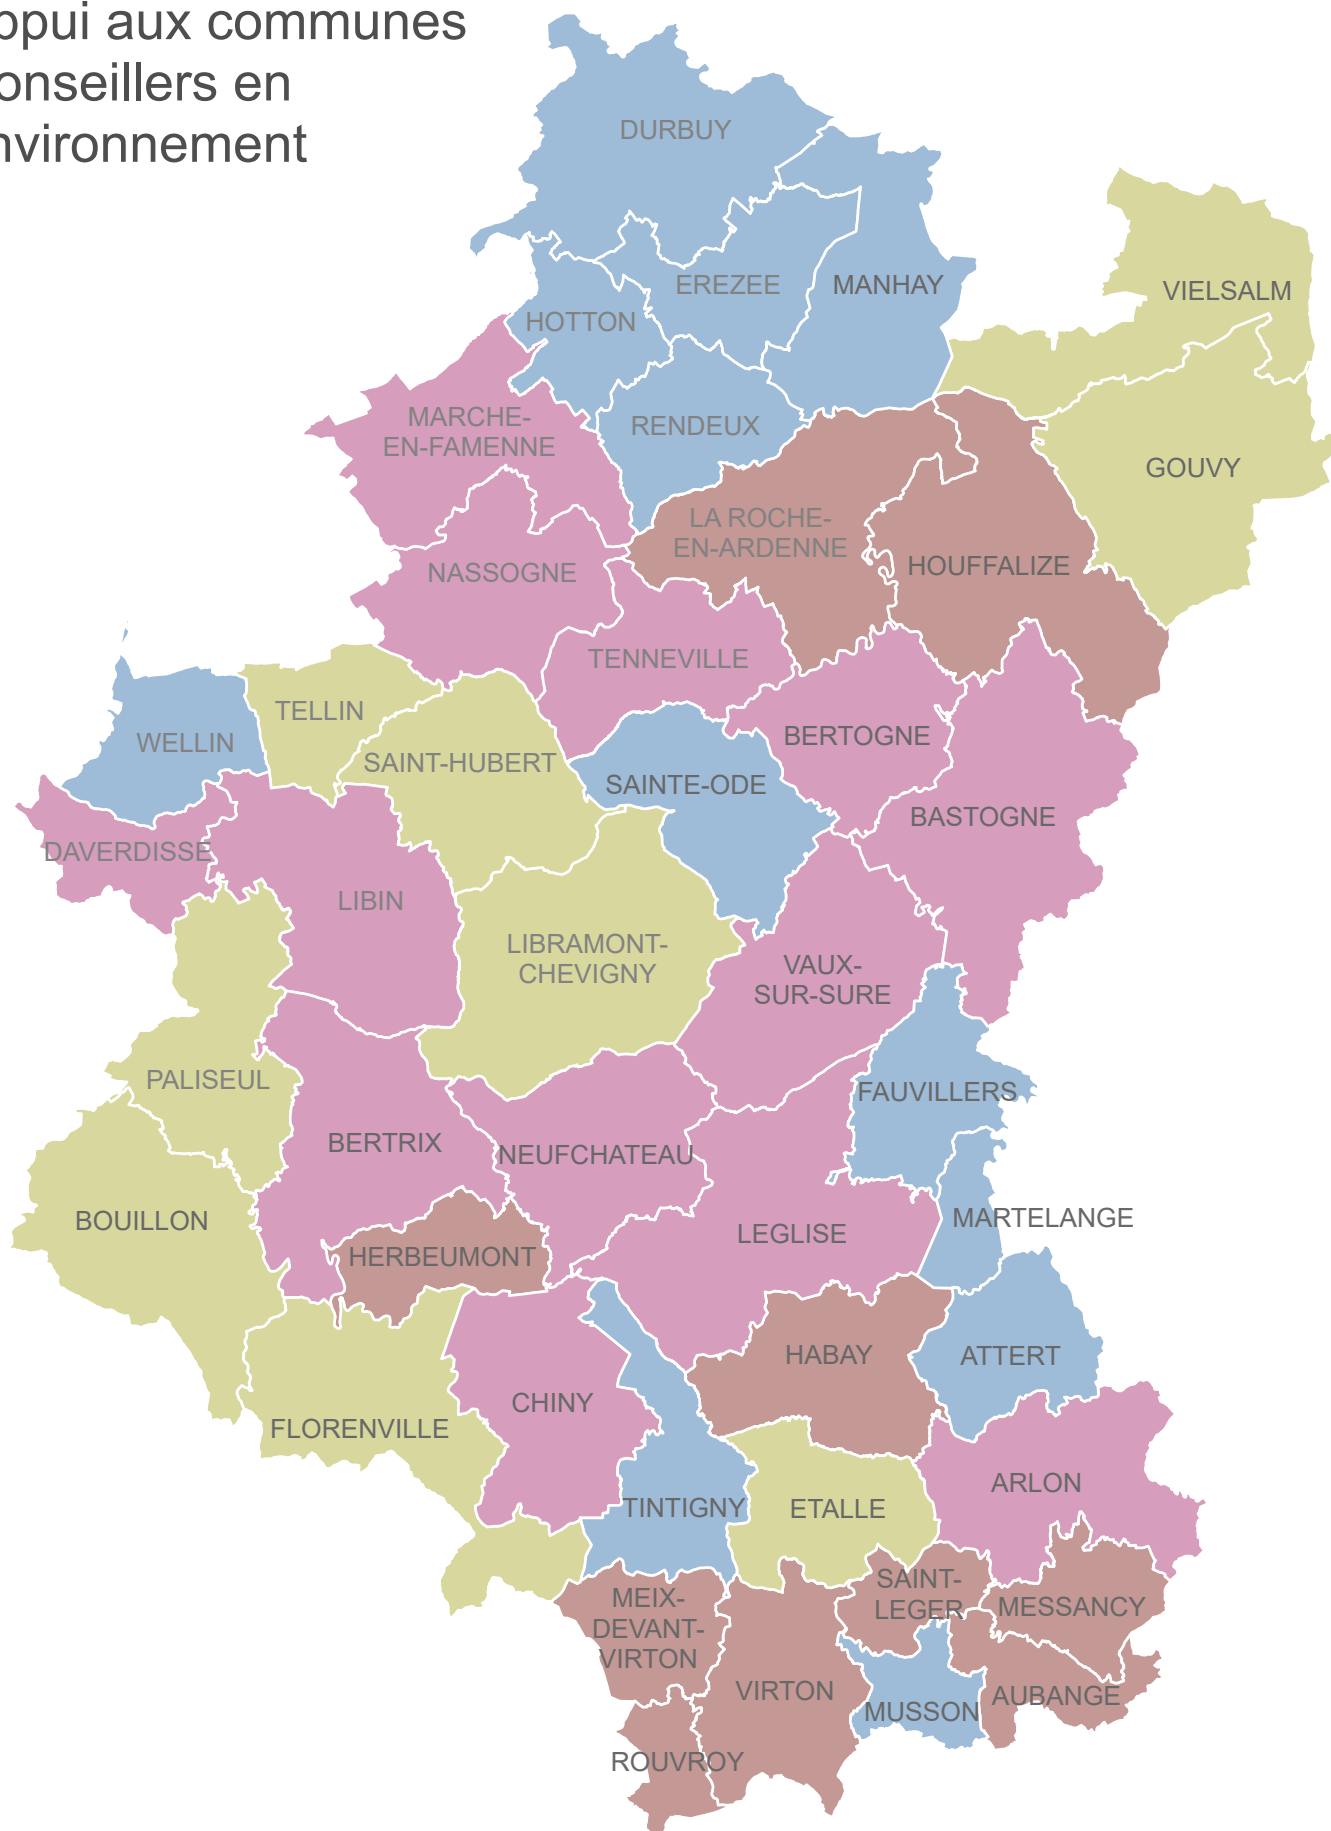 ppui aux communes
onseillers en
nvironnement
DURBUY
EREZEE
MANHAY
VIELSALM
HOTTON
MARCHE-
EN-FAMENNE
RENDEUX
GOUVY
LA ROCHE-
EN-ARDENNE
HOUFFALIZE
NASSOGNE
TENNEVILLE
TELLIN
WELLIN
SAINT-HUBERT
BERTOGNE
SAINTE-ODE
BASTOGNE
DAVERDISSE
LIBIN
LIBRAMONT-
CHEVIGNY
VAUX-
SUR-SURE
PALISEUL
FAUVILLERS
BERTRIX
NEUFCHATEAU
BOUILLON
MARTELANGE
LEGLISE
HERBEUMONT
HABAY
ATTERT
CHINY
FLORENVILLE
ARLON
TINTIGNY
ETALLE
SAINT-
LEGER
MESSANCY
MEIX-
DEVANT-
VIRTON
VIRTON
AUBANGE
MUSSON
ROUVROY